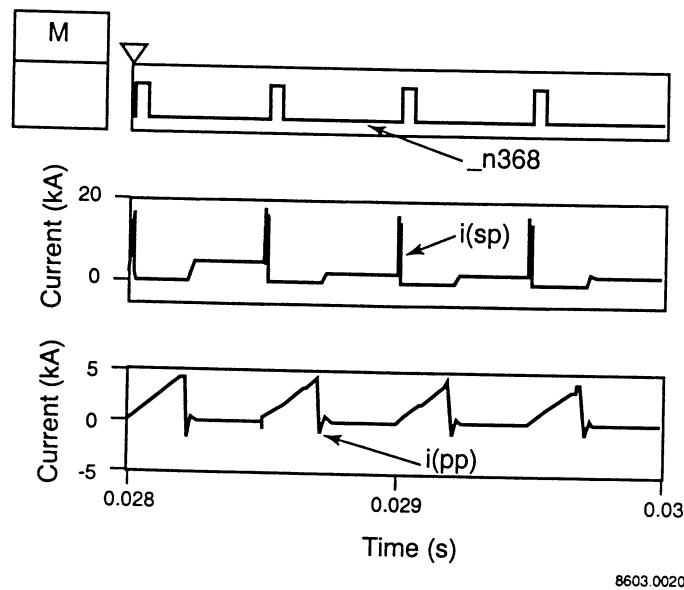 M
_n368
Current (kA)
20
0
i(sp)
Current (kA)
5
0
-5
i(pp)
0.028
0.029
0.03
Time (s)
8603.0020